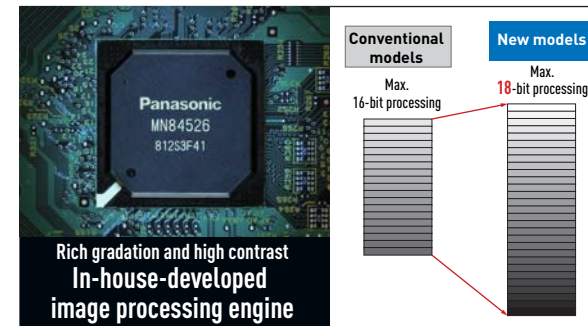 Panasonic
MN84526
812S3F41
Rich gradation and high contrast
In-house-developed
image processing engine
Conventional
models
Max.
16-bit processing
New models
Max.
18-bit processing